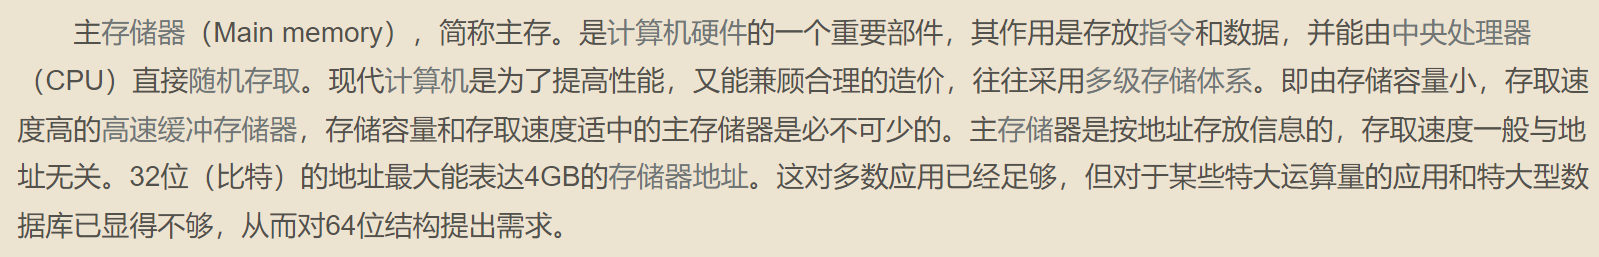 主存储器（Main memory），简称主存。是计算机硬件的一个重要部件，其作用是存放指令和数据，并能由中央处理器
（CPU）直接随机存取。现代计算机是为了提高性能，又能兼顾合理的造价，往往采用多级存储体系。即由存储容量小，存取速
度高的高速缓冲存储器，存储容量和存取速度适中的主存储器是必不可少的。主存储器是按地址存放信息的，存取速度一般与地
址无关。32位（比特）的地址最大能表达4GB的存储器地址。这对多数应用已经足够，但对于某些特大运算量的应用和特大型数
据库已显得不够，从而对64位结构提出需求。